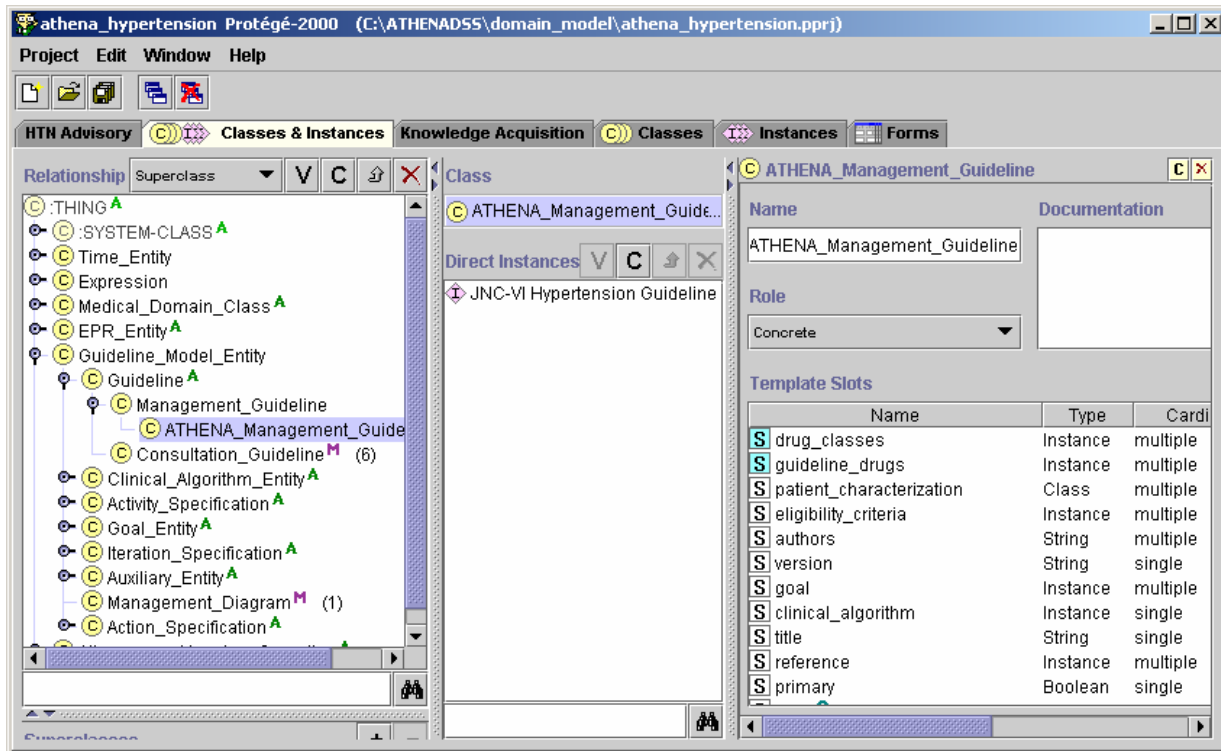 athena_hypertension Protégé-2000 (C:\ATHENADSS\domain_model\athena_hypertension.pprj)
Project Edit Window Help
HTN Advisory C I Classes & Instances Knowledge Acquisition C Classes I Instances Forms
Relationship Superclass V C
C :THING A
C :SYSTEM-CLASS A
C Time_Entity
C Expression
C Medical_Domain_Class A
C EPR_Entity A
C Guideline_Model_Entity
C Guideline A
C Management_Guideline
C ATHENA_Management_Guide
C Consultation_Guideline M (6)
C Clinical_Algorithm_Entity A
C Activity_Specification A
C Goal_Entity A
C Iteration_Specification A
C Auxiliary_Entity A
C Management_Diagram M (1)
C Action_Specification A
Superclasses + -
Class
C ATHENA_Management_Guide...
Direct Instances V C
I JNC-VI Hypertension Guideline
C ATHENA_Management_Guideline C
Name Documentation
ATHENA_Management_Guideline
Role
Concrete
Template Slots
Name Type Cardi
S drug_classes Instance multiple
S guideline_drugs Instance multiple
S patient_characterization Class multiple
S eligibility_criteria Instance multiple
S authors String multiple
S version String single
S goal Instance multiple
S clinical_algorithm Instance single
S title String single
S reference Instance multiple
S primary Boolean single